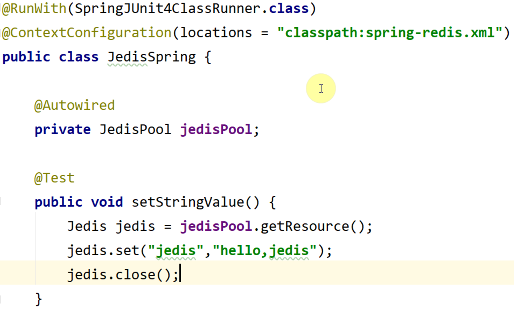 @RunWith(SpringJUnit4ClassRunner.class)
@ContextConfiguration(locations = "classpath:spring-redis.xml")
public class JedisSpring {
@Autowired
private JedisPool jedisPool;
@Test
public void setStringValue() {
Jedis jedis = jedisPool.getResource();
jedis.set("jedis","hello,jedis");
jedis.close();
}